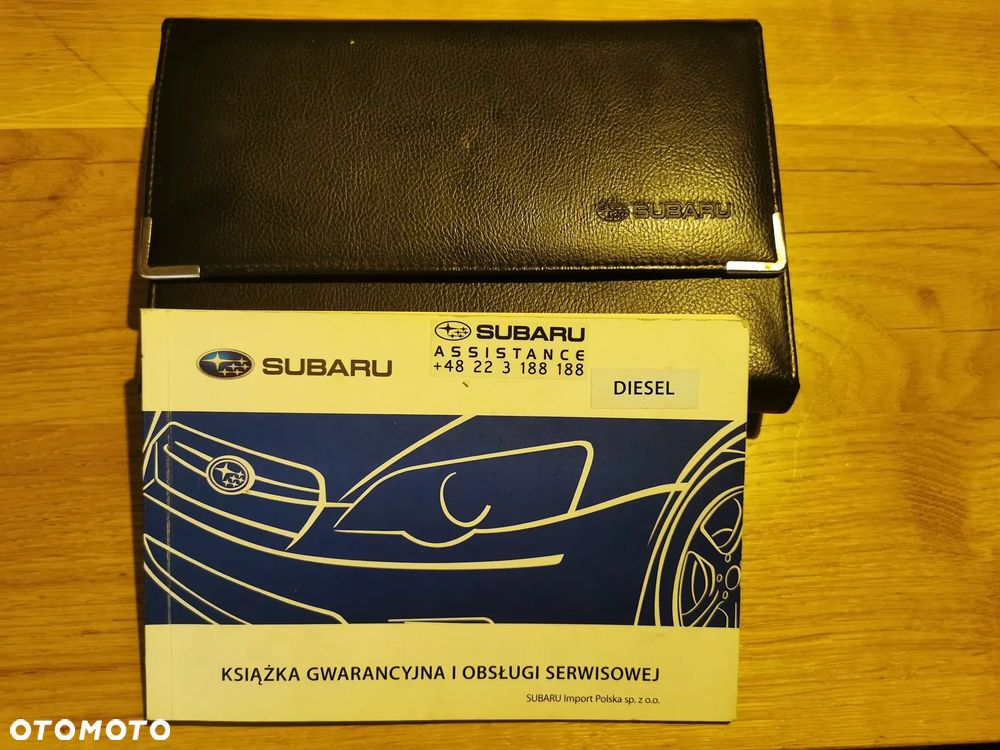 SUBARU
SUBARU
SUBARU
ASSISTANCE
+48 22 3 188 188
DIESEL
KSIĄŻKA GWARANCYJNA I OBSŁUGI SERWISOWEJ
SUBARU Import Polska sp. z o.o.
OTOMOTO